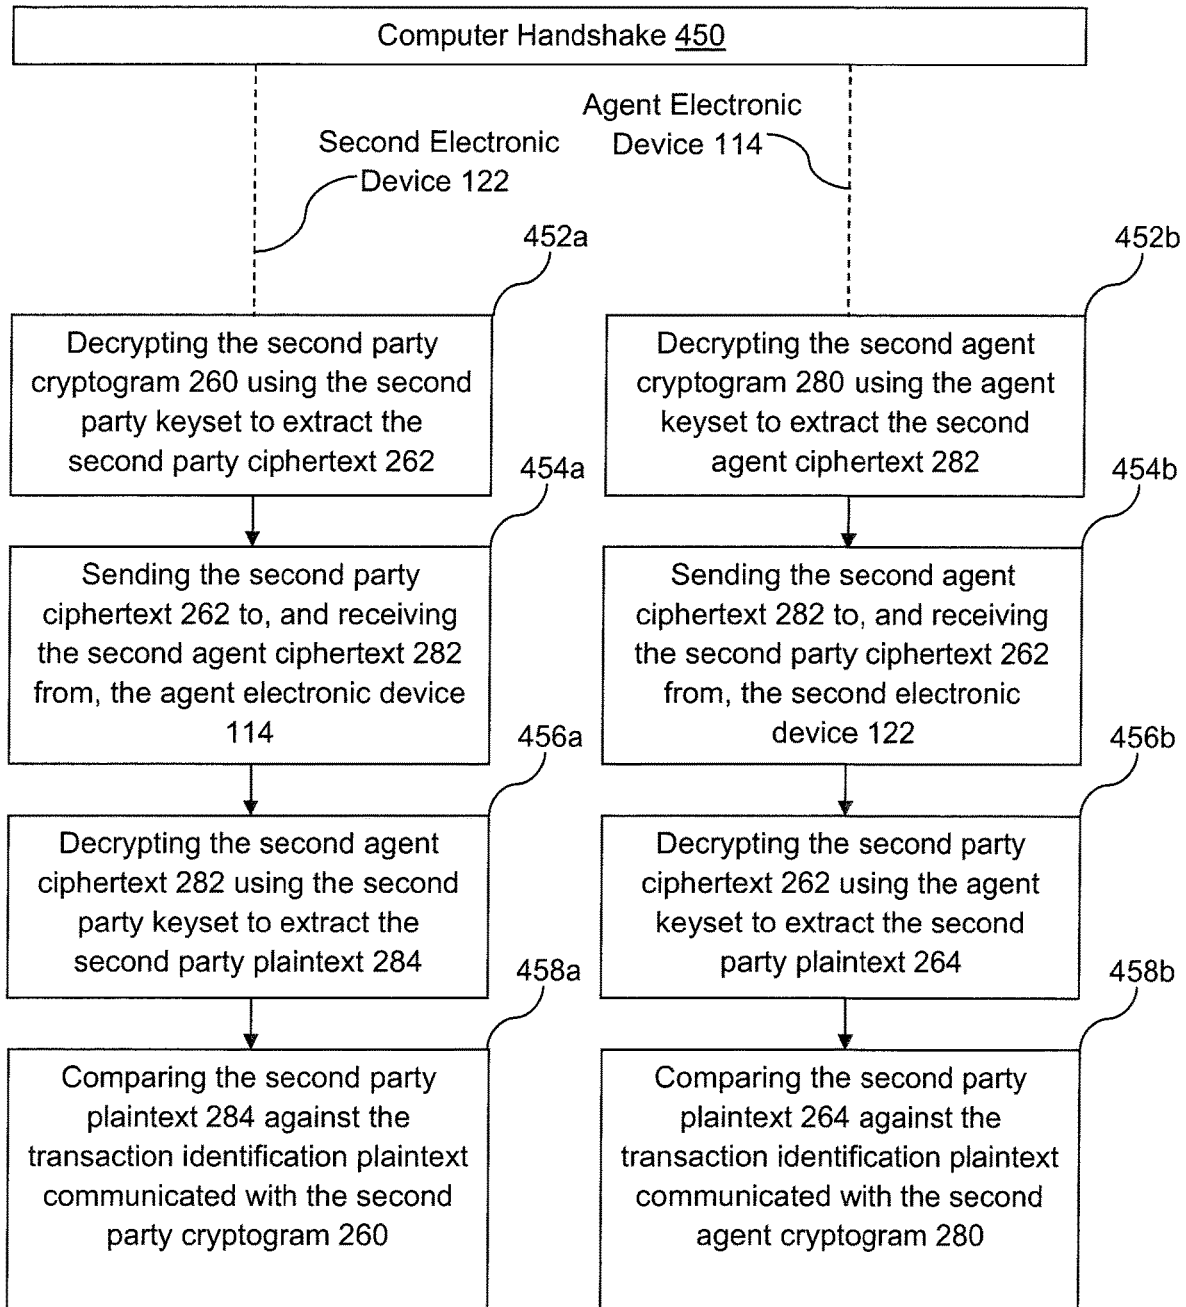 Computer Handshake 450
Agent Electronic
Device 114
Second Electronic
Device 122
452a
452b
Decrypting the second party
cryptogram 260 using the second
party keyset to extract the
second party ciphertext 262
Decrypting the second agent
cryptogram 280 using the agent
keyset to extract the second
agent ciphertext 282
454a
454b
Sending the second party
ciphertext 262 to, and receiving
the second agent ciphertext 282
from, the agent electronic device
114
Sending the second agent
ciphertext 282 to, and receiving
the second party ciphertext 262
from, the second electronic
device 122
456a
456b
Decrypting the second agent
ciphertext 282 using the second
party keyset to extract the
second party plaintext 284
Decrypting the second party
ciphertext 262 using the agent
keyset to extract the second
party plaintext 264
458a
458b
Comparing the second party
plaintext 284 against the
transaction identification plaintext
communicated with the second
party cryptogram 260
Comparing the second party
plaintext 264 against the
transaction identification plaintext
communicated with the second
agent cryptogram 280